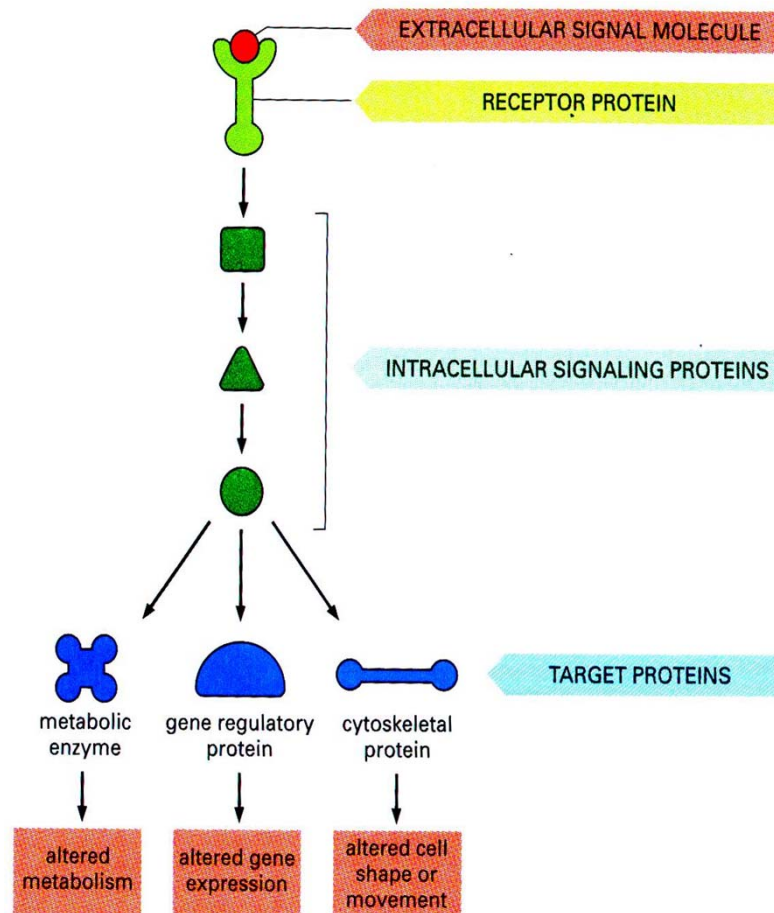 EXTRACELLULAR SIGNAL MOLECULE
RECEPTOR PROTEIN
INTRACELLULAR SIGNALING PROTEINS
TARGET PROTEINS
metabolic
enzyme
gene regulatory
protein
cytoskeletal
protein
altered
metabolism
altered gene
expression
altered cell
shape or
movement